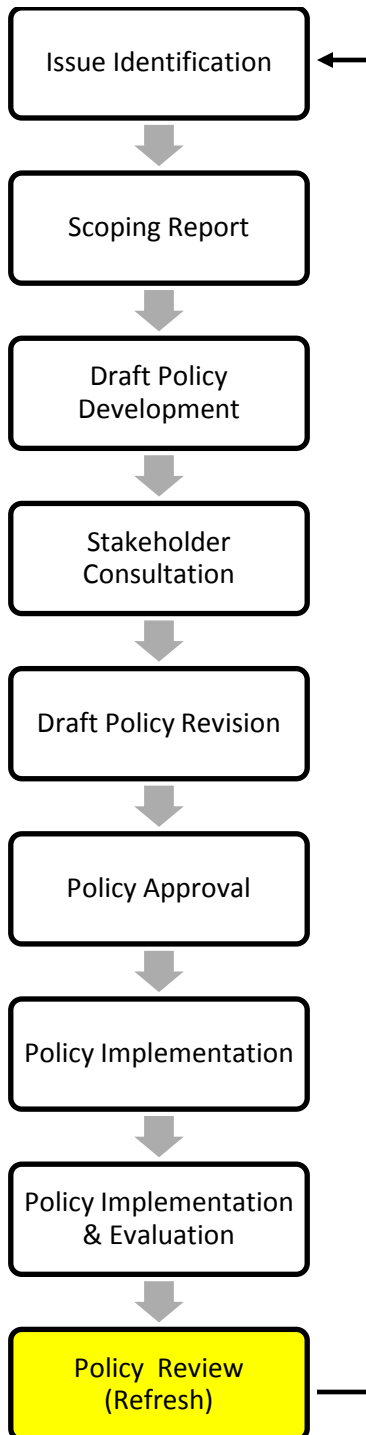 Issue Identification
Scoping Report
Draft Policy
Development
Stakeholder
Consultation
Draft Policy Revision
Policy Approval
Policy Implementation
Policy Implementation
& Evaluation
Policy Review
(Refresh)